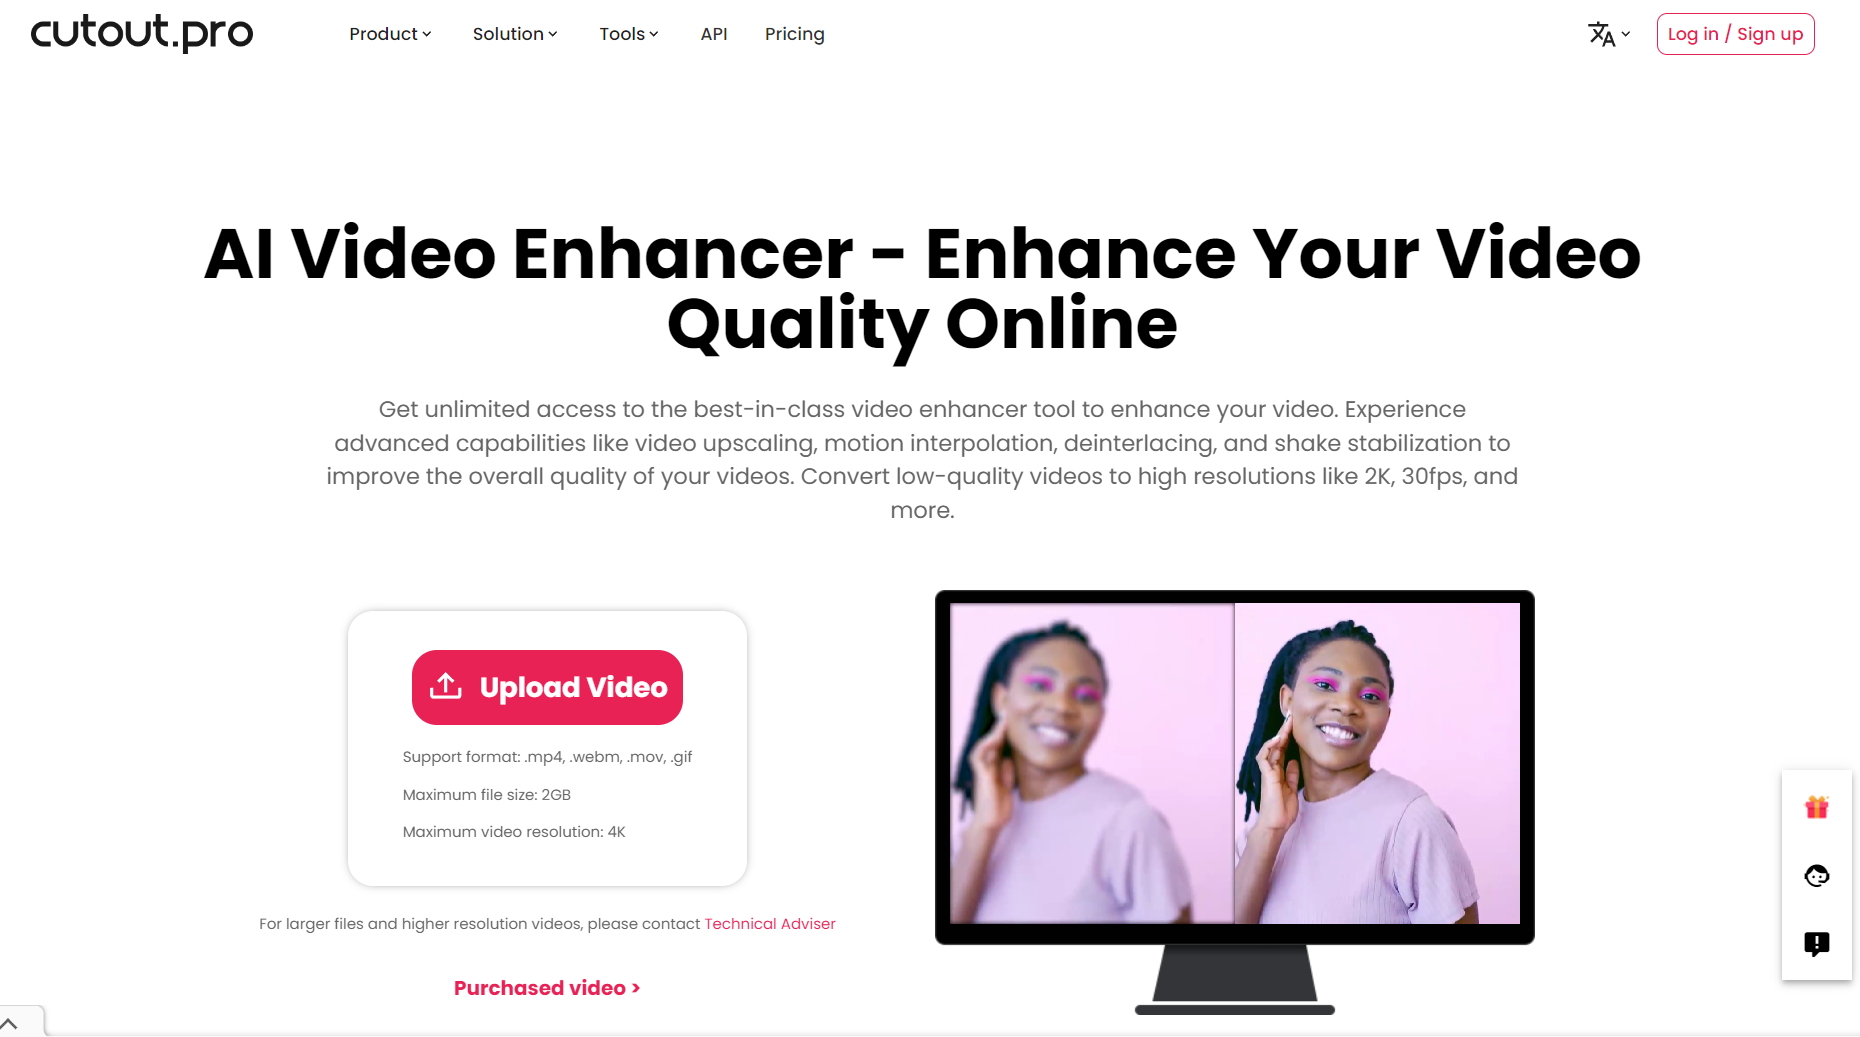 cutout.pro
Product
Solution
Tools
API
Pricing
Log in / Sign up
AI Video Enhancer - Enhance Your Video
Quality Online
Get unlimited access to the best-in-class video enhancer tool to enhance your video. Experience
advanced capabilities like video upscaling, motion interpolation, deinterlacing, and shake stabilization to
improve the overall quality of your videos. Convert low-quality videos to high resolutions like 2K, 30fps, and
more.
Upload Video
Support format: .mp4, .webm, .mov, .gif
Maximum file size: 2GB
Maximum video resolution: 4K
For larger files and higher resolution videos, please contact Technical Adviser
Purchased video >